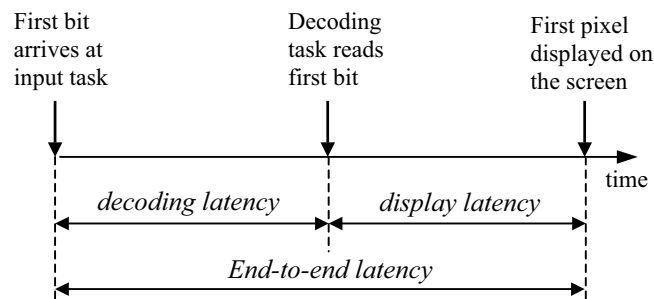 First bit
arrives at
input task
Decoding
task reads
first bit
First pixel
displayed on
the screen
time
decoding latency
display latency
End-to-end latency